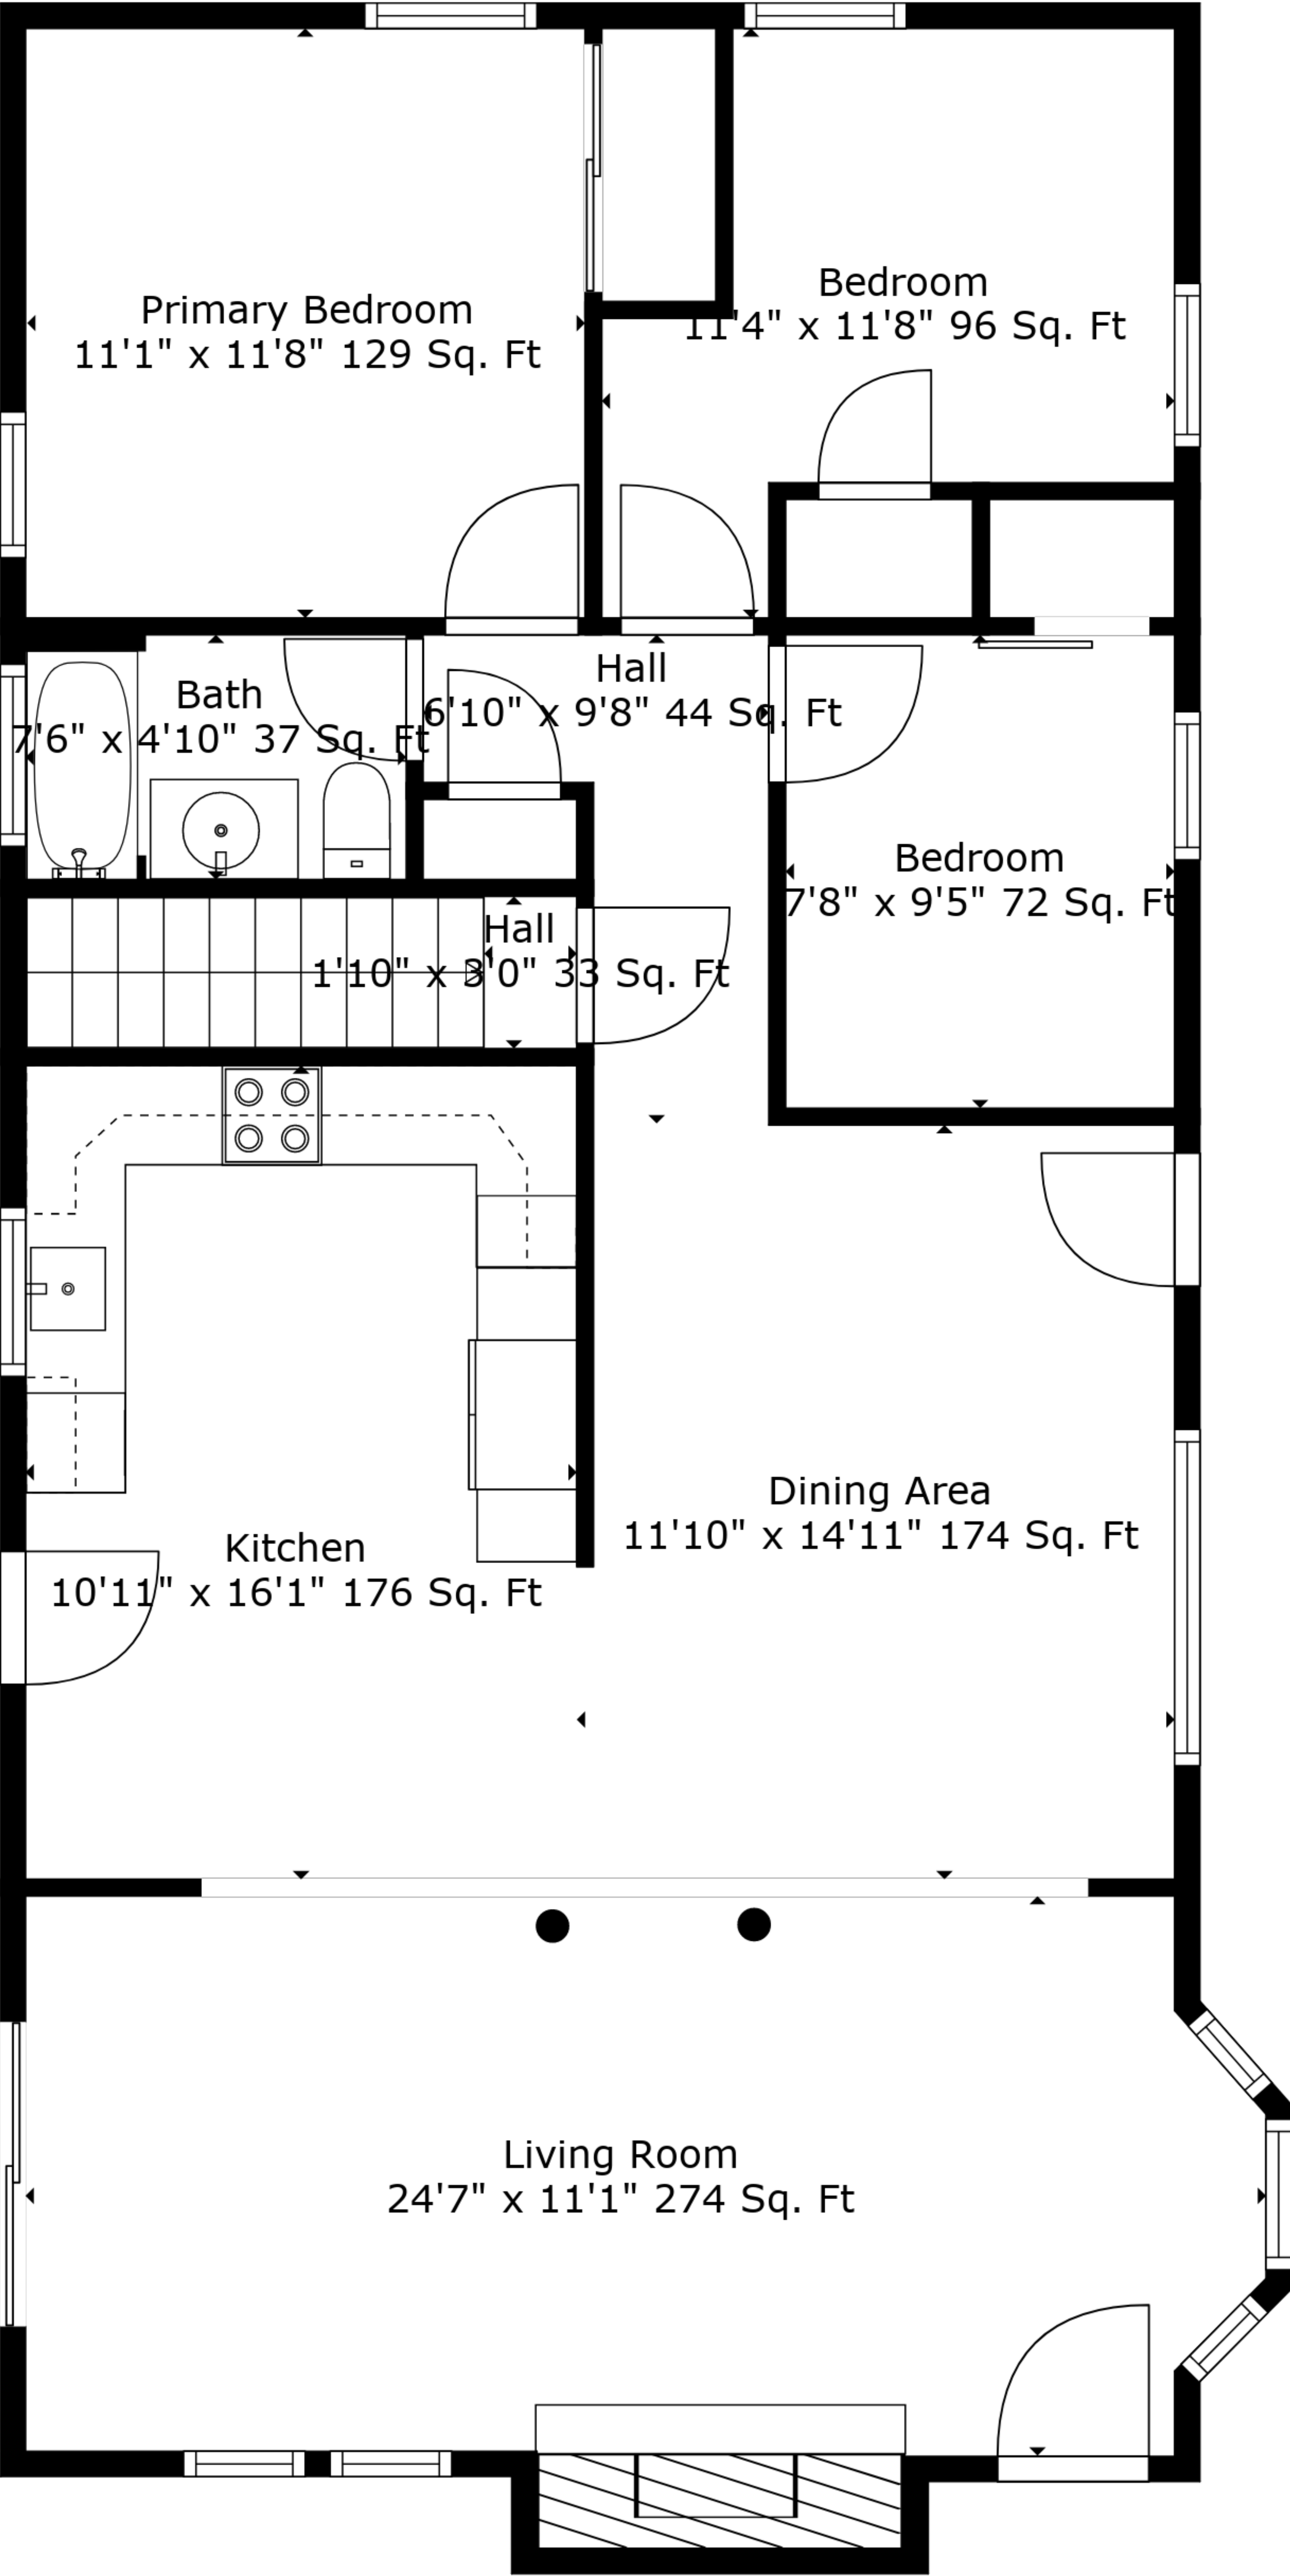 Primary Bedroom
11'1" x 11'8" 129 Sq. Ft
Bedroom
11'4" x 11'8" 96 Sq. Ft
Bath
7'6" x 4'10" 37 Sq. Ft
Hall
6'10" x 9'8" 44 Sq. Ft
Bedroom
7'8" x 9'5" 72 Sq. Ft
Hall
1'10" x 3'0" 33 Sq. Ft
Kitchen
10'11" x 16'1" 176 Sq. Ft
Dining Area
11'10" x 14'11" 174 Sq. Ft
Living Room
24'7" x 11'1" 274 Sq. Ft